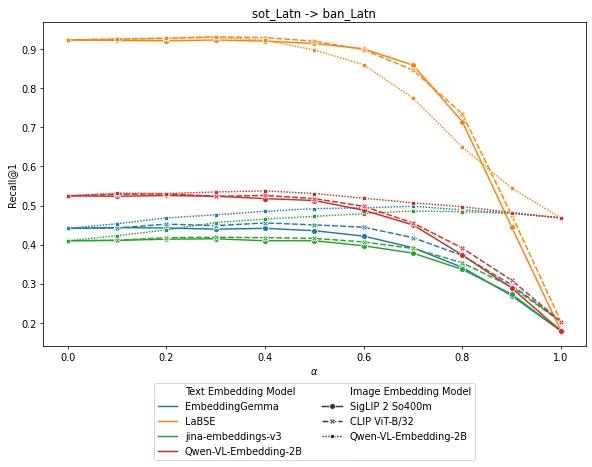 sot_Latn -> ban_Latn
Recall@1
0.9
0.8
0.7
0.6
0.5
0.4
0.3
0.2
0.0 0.2 0.4 0.6 0.8 1.0
α
Text Embedding Model Image Embedding Model
EmbeddingGemma SigLIP 2 So400m
LaBSE CLIP ViT-B/32
jina-embeddings-v3 Qwen-VL-Embedding-2B
Qwen-VL-Embedding-2B